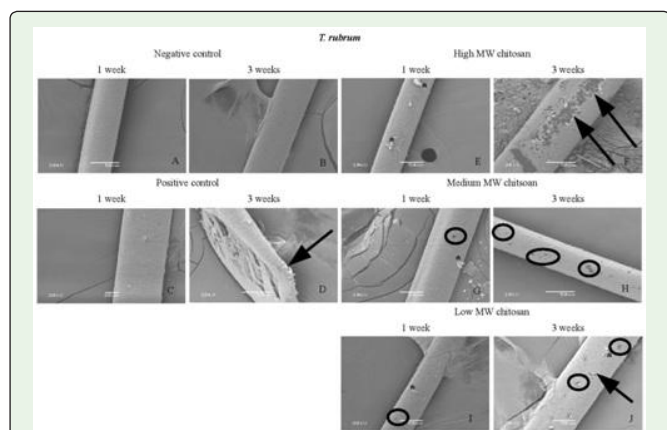 T. rubrum
Negative control High MW chitosan
1 week 3 weeks 1 week 3 weeks
A B E F
Positive control Medium MW chitosan
1 week 3 weeks 1 week 3 weeks
C D G H
Low MW chitosan
1 week 3 weeks
I J